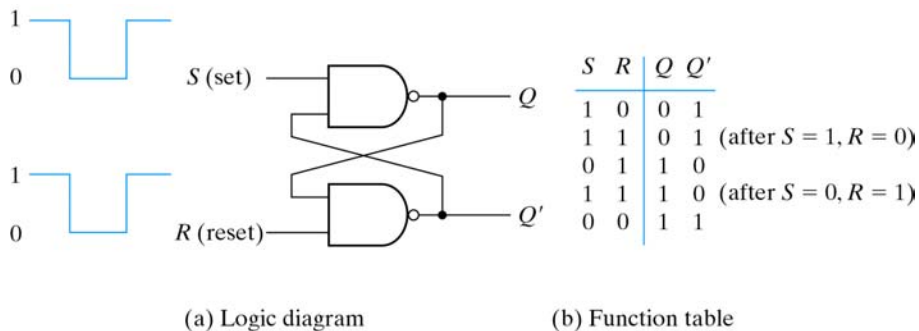 1
0
S (set)
Q
1
0
R (reset)
Q′
S R Q Q′
1 0 0 1
1 1 0 1 (after S = 1, R = 0)
0 1 1 0
1 1 1 0 (after S = 0, R = 1)
0 0 1 1
(a) Logic diagram
(b) Function table